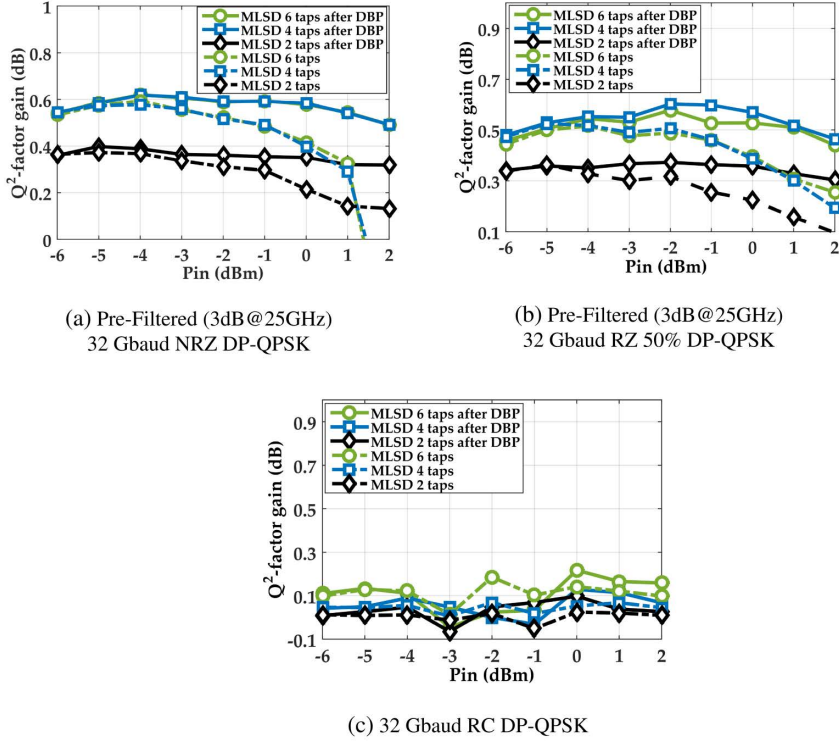 1
0.8
0.6
0.4
0.2
0
Q²-factor gain (dB)
MLSD 6 taps after DBP
MLSD 4 taps after DBP
MLSD 2 taps after DBP
MLSD 6 taps
MLSD 4 taps
MLSD 2 taps
-6 -5 -4 -3 -2 -1 0 1 2
Pin (dBm)
(a) Pre-Filtered (3dB@25GHz)
32 Gbaud NRZ DP-QPSK
0.9
0.7
0.5
0.3
0.1
Q²-factor gain (dB)
MLSD 6 taps after DBP
MLSD 4 taps after DBP
MLSD 2 taps after DBP
MLSD 6 taps
MLSD 4 taps
MLSD 2 taps
-6 -5 -4 -3 -2 -1 0 1 2
Pin (dBm)
(b) Pre-Filtered (3dB@25GHz)
32 Gbaud RZ 50% DP-QPSK
0.9
0.7
0.5
0.3
0.1
-0.1
Q²-factor gain (dB)
MLSD 6 taps after DBP
MLSD 4 taps after DBP
MLSD 2 taps after DBP
MLSD 6 taps
MLSD 4 taps
MLSD 2 taps
-6 -5 -4 -3 -2 -1 0 1 2
Pin (dBm)
(c) 32 Gbaud RC DP-QPSK